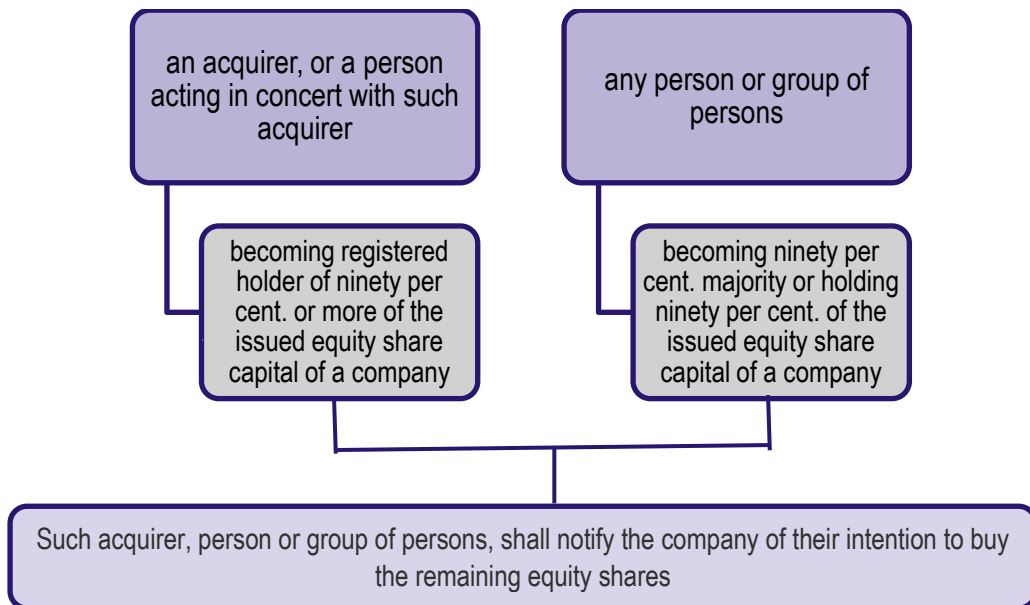 an acquirer, or a person
acting in concert with such
acquirer
any person or group of
persons
becoming registered
holder of ninety per
cent. or more of the
issued equity share
capital of a company
becoming ninety per
cent. majority or holding
ninety per cent. of the
issued equity share
capital of a company
Such acquirer, person or group of persons, shall notify the company of their intention to buy
the remaining equity shares